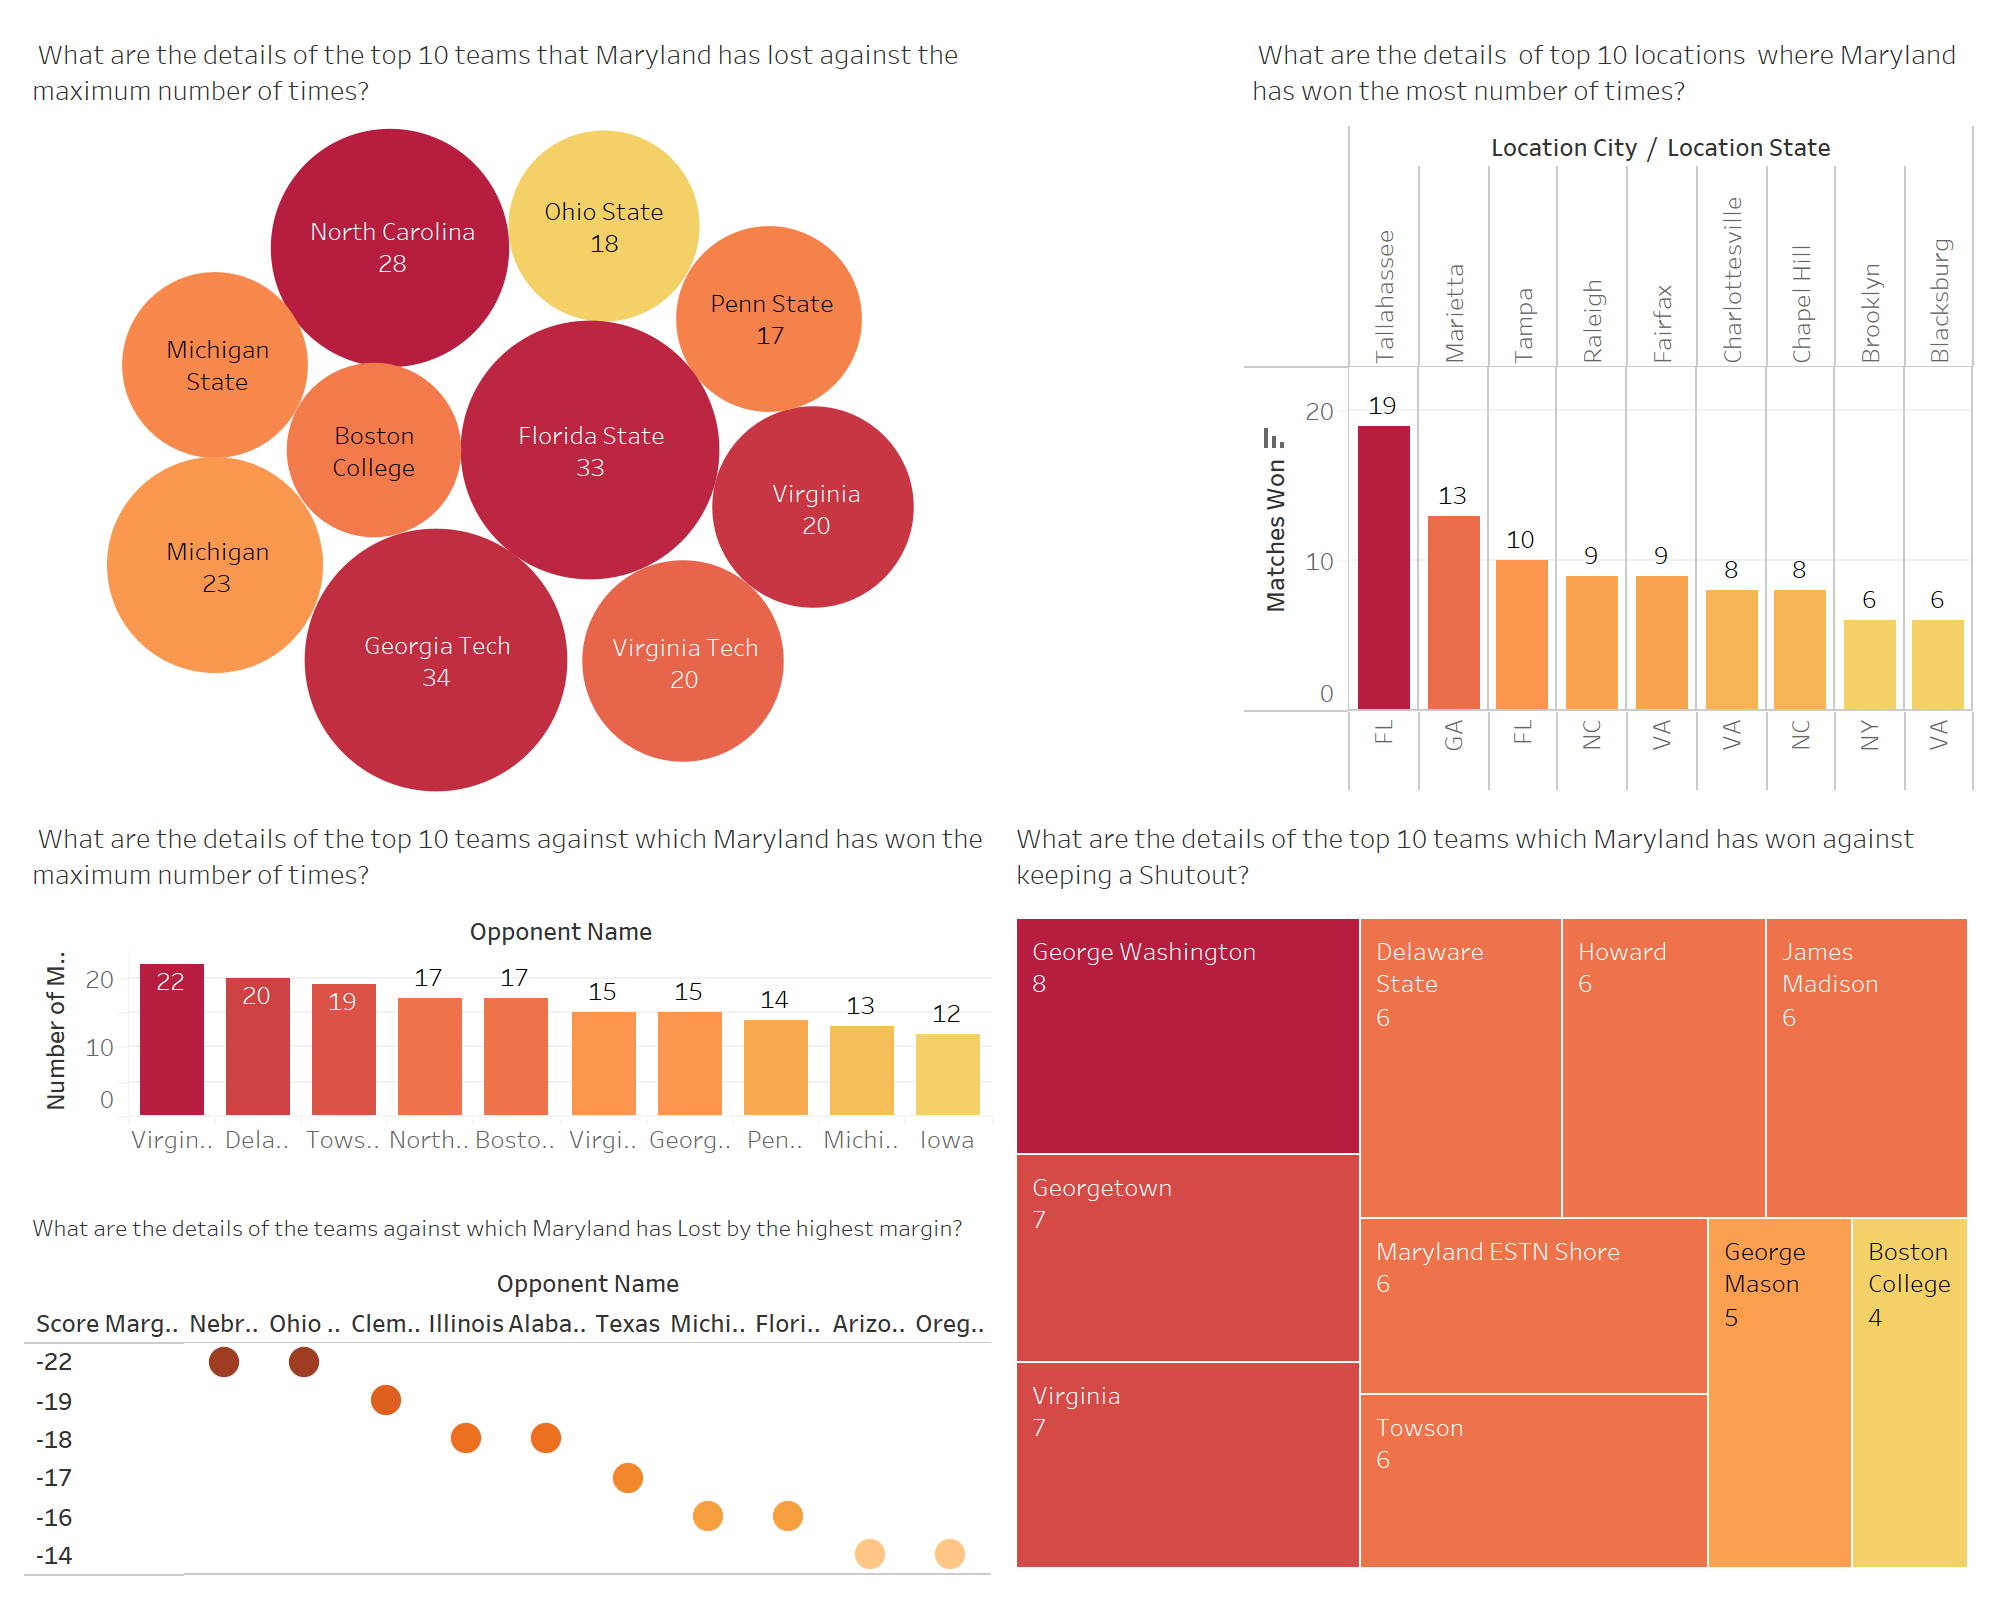 What are the details of the top 10 teams that Maryland has lost against the
maximum number of times?
North Carolina
28
Ohio State
18
Penn State
17
Michigan
State
Boston
College
Florida State
33
Virginia
20
Michigan
23
Georgia Tech
34
Virginia Tech
20
What are the details of top 10 locations where Maryland
has won the most number of times?
Location City / Location State
Tallahassee
Marietta
Tampa
Raleigh
Fairfax
Charlottesville
Chapel Hill
Brooklyn
Blacksburg
Matches Won
20
10
0
19
13
10
9
9
8
8
6
6
FL
GA
FL
NC
VA
VA
NC
NY
VA
What are the details of the top 10 teams against which Maryland has won the
maximum number of times?
Opponent Name
Number of M..
20
10
0
22
20
19
17
17
15
15
14
13
12
Virgin.. Dela.. Tows.. North.. Bosto.. Virgi.. Georg.. Pen.. Michi.. Iowa
What are the details of the teams against which Maryland has Lost by the highest margin?
Opponent Name
Score Marg.. Nebr.. Ohio .. Clem.. Illinois Alaba.. Texas Michi.. Flori.. Arizo.. Oreg..
-22
-19
-18
-17
-16
-14
What are the details of the top 10 teams which Maryland has won against
keeping a Shutout?
George Washington
8
Georgetown
7
Virginia
7
Delaware
State
6
Howard
6
James
Madison
6
Maryland ESTN Shore
6
Towson
6
George
Mason
5
Boston
College
4